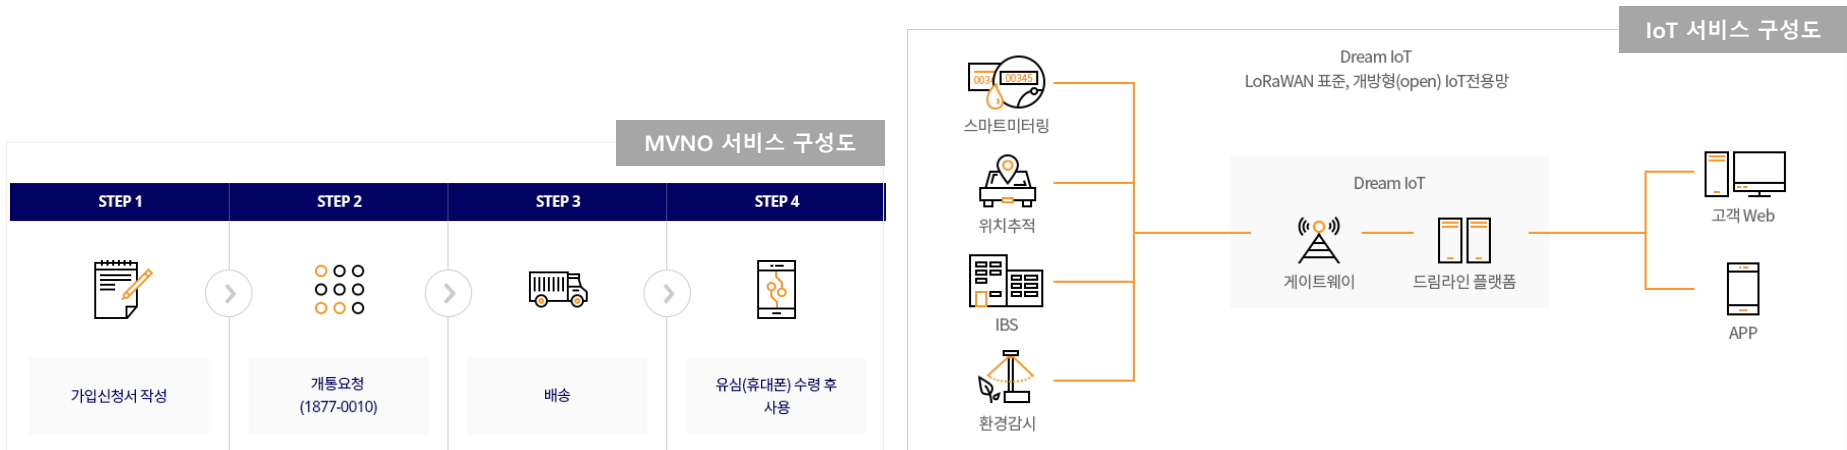 MVNO 서비스 구성도
STEP 1
STEP 2
STEP 3
STEP 4
가입신청서 작성
개통요청
(1877-0010)
배송
유심(휴대폰) 수령 후
사용
IoT 서비스 구성도
Dream IoT
LoRaWAN 표준, 개방형(open) IoT전용망
00345
스마트미터링
위치추적
IBS
환경감시
Dream IoT
게이트웨이
드림라인 플랫폼
고객 Web
APP